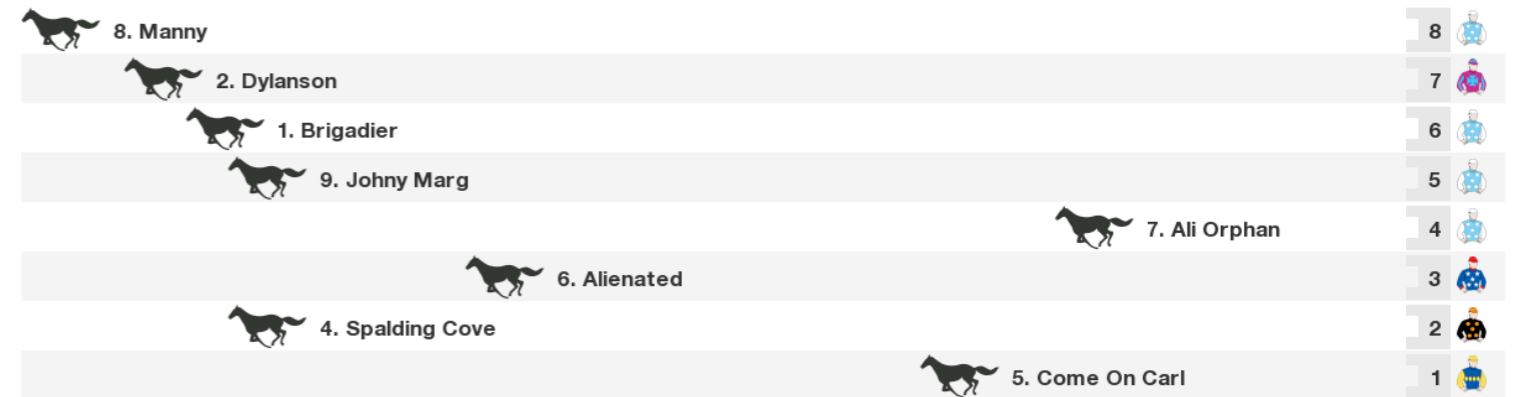 8. Manny 8
2. Dylanson 7
1. Brigadier 6
9. Johny Marg 5
7. Ali Orphan 4
6. Alienated 3
4. Spalding Cove 2
5. Come On Carl 1